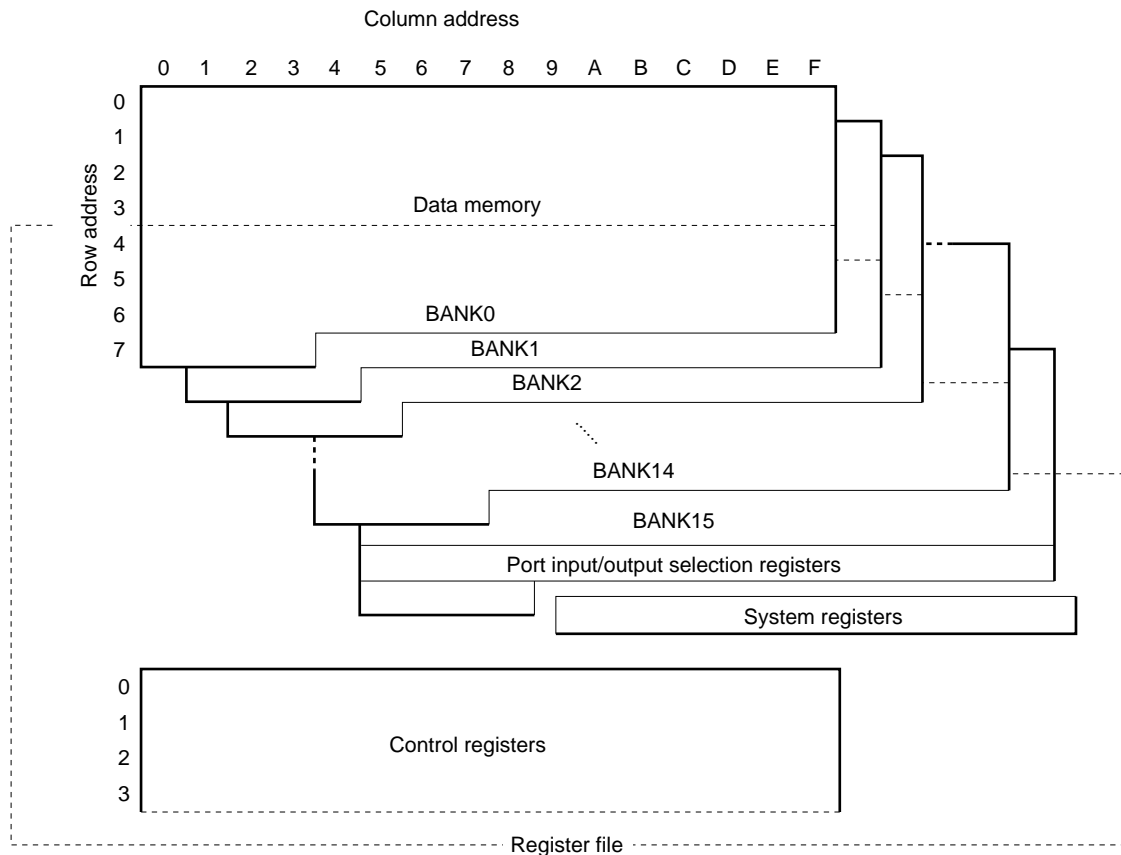 Column address
0 1 2 3 4 5 6 7 8 9 A B C D E F
Row address
0
1
2
3
4
5
6
7
Data memory
BANK0
BANK1
BANK2
BANK14
BANK15
Port input/output selection registers
System registers
0
1
2
3
Control registers
Register file